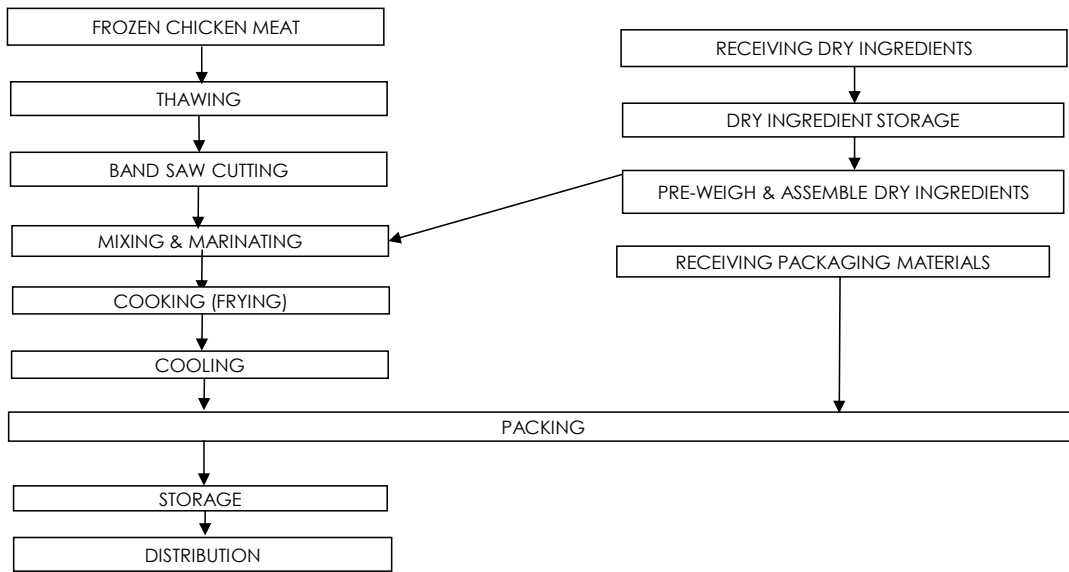 FROZEN CHICKEN MEAT
THAWING
BAND SAW CUTTING
MIXING & MARINATING
COOKING (FRYING)
COOLING
RECEIVING DRY INGREDIENTS
DRY INGREDIENT STORAGE
PRE-WEIGH & ASSEMBLE DRY INGREDIENTS
RECEIVING PACKAGING MATERIALS
PACKING
STORAGE
DISTRIBUTION